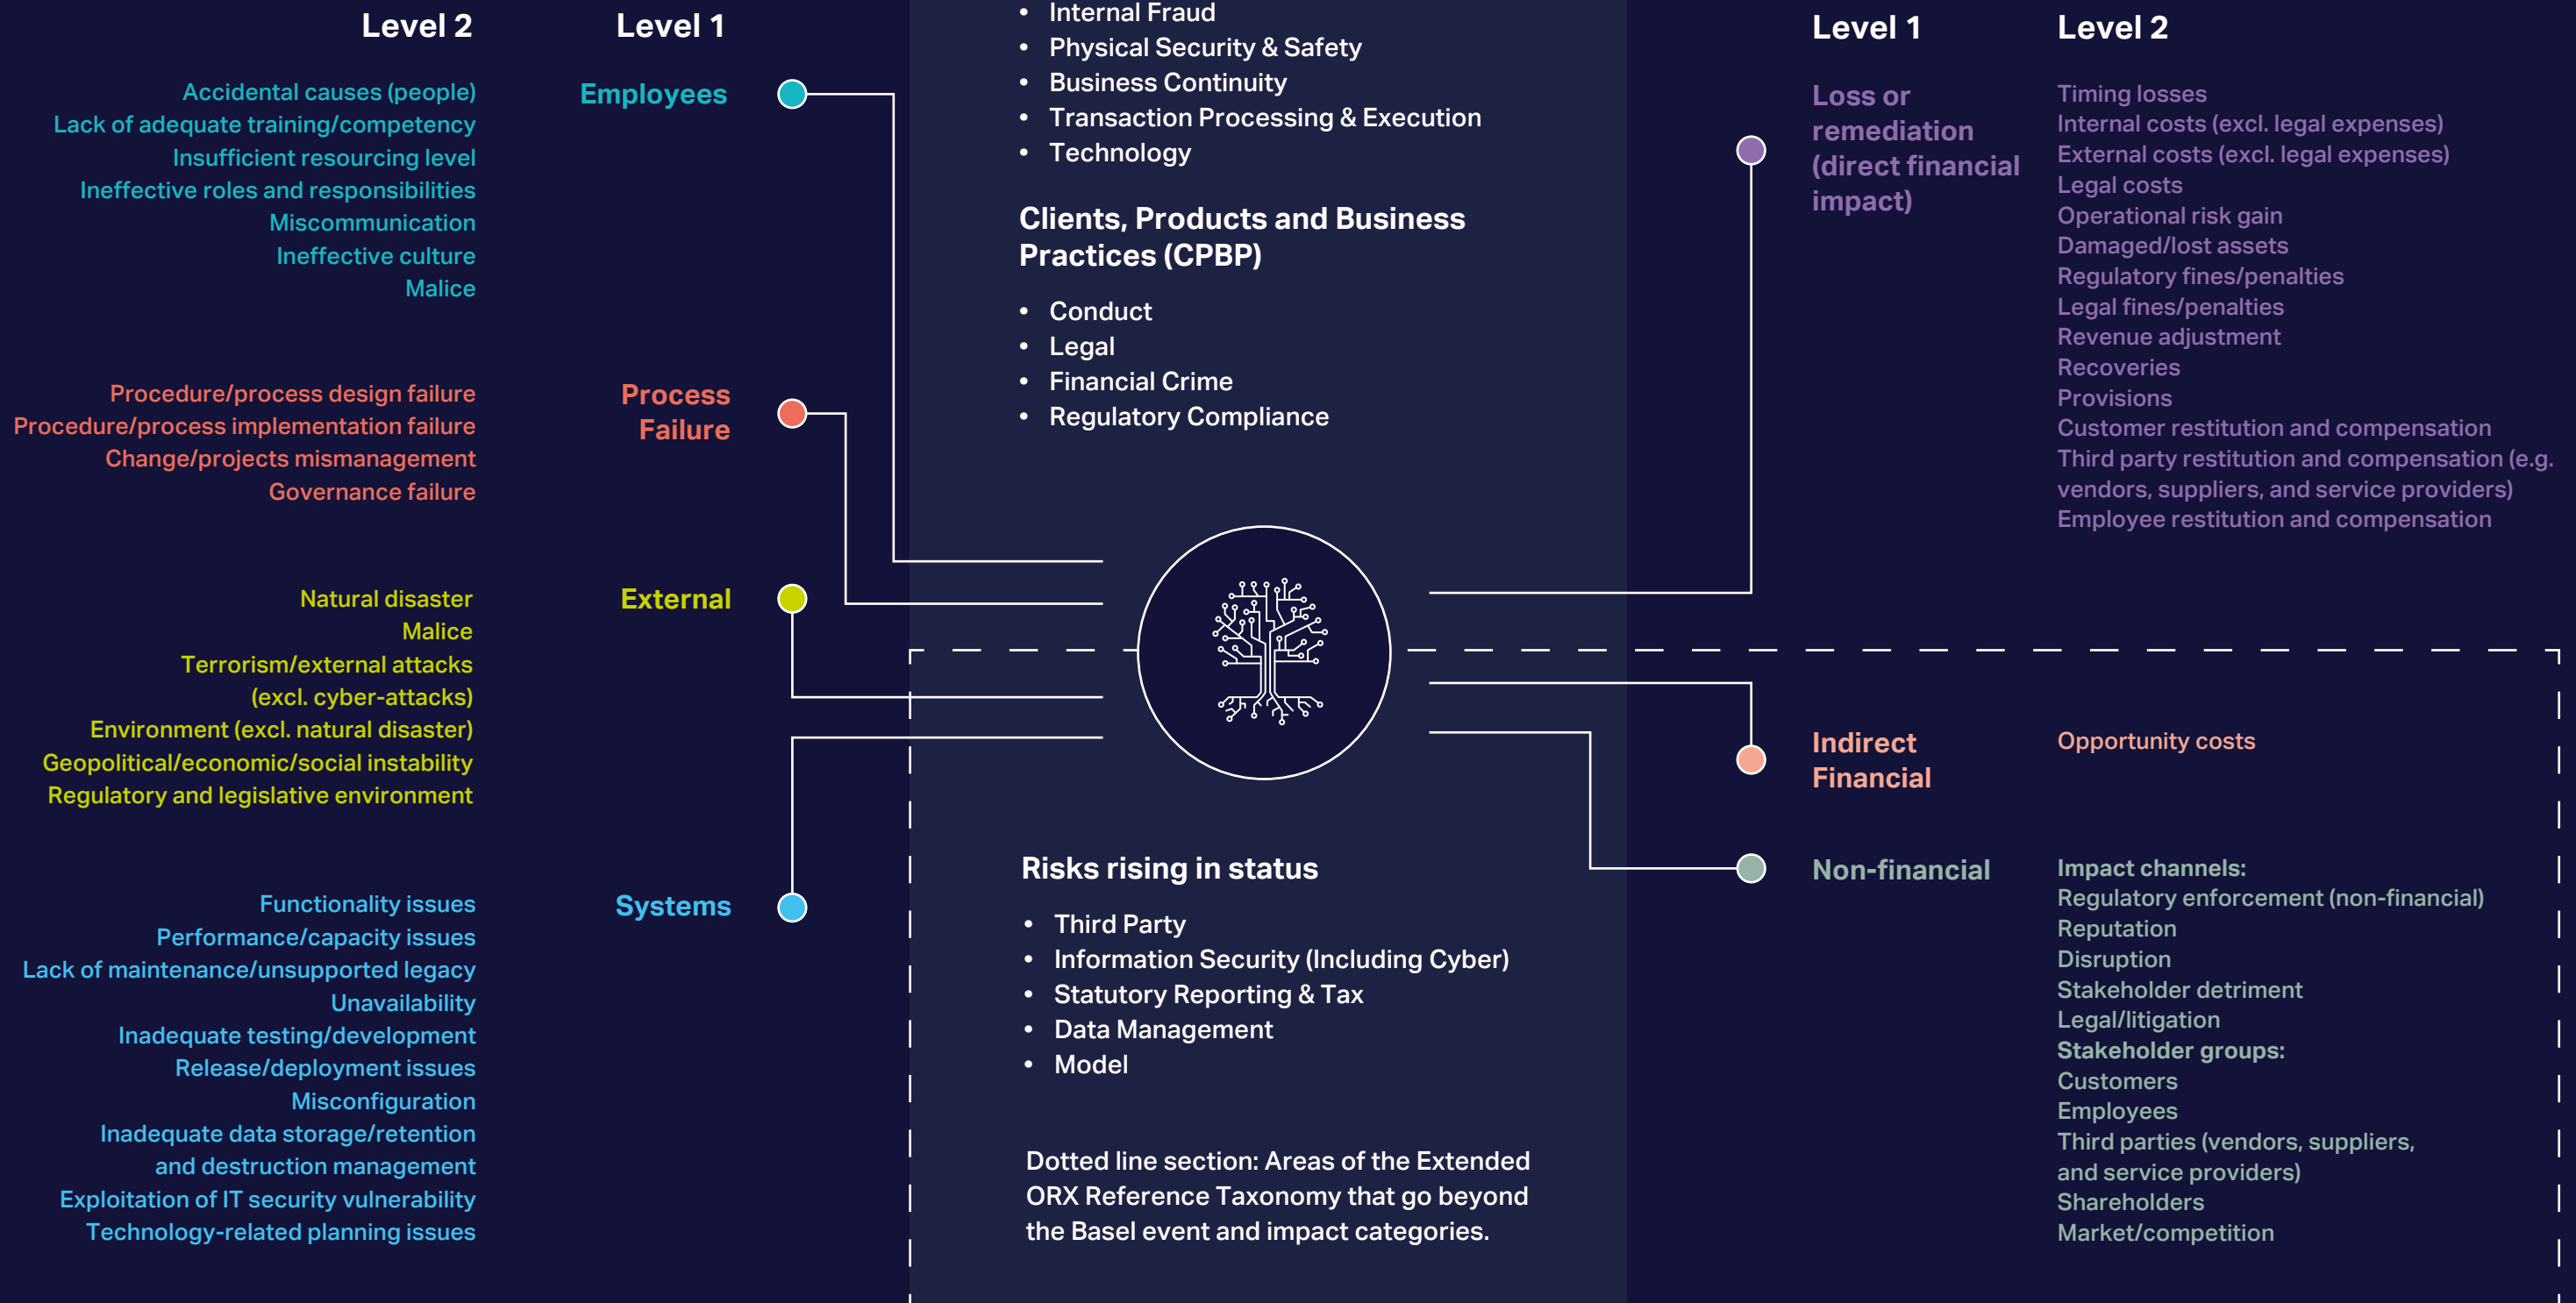 Level 2
Level 1
Accidental causes (people)
Lack of adequate training/competency
Insufficient resourcing level
Ineffective roles and responsibilities
Miscommunication
Ineffective culture
Malice
Employees
Procedure/process design failure
Procedure/process implementation failure
Change/projects mismanagement
Governance failure
Process
Failure
Natural disaster
Malice
Terrorism/external attacks
(excl. cyber-attacks)
Environment (excl. natural disaster)
Geopolitical/economic/social instability
Regulatory and legislative environment
External
Functionality issues
Performance/capacity issues
Lack of maintenance/unsupported legacy
Unavailability
Inadequate testing/development
Release/deployment issues
Misconfiguration
Inadequate data storage/retention
and destruction management
Exploitation of IT security vulnerability
Technology-related planning issues
Systems
• Internal Fraud
• Physical Security & Safety
• Business Continuity
• Transaction Processing & Execution
• Technology
Clients, Products and Business
Practices (CPBP)
• Conduct
• Legal
• Financial Crime
• Regulatory Compliance
Risks rising in status
• Third Party
• Information Security (Including Cyber)
• Statutory Reporting & Tax
• Data Management
• Model
Dotted line section: Areas of the Extended
ORX Reference Taxonomy that go beyond
the Basel event and impact categories.
Level 1
Level 2
Loss or
remediation
(direct financial
impact)
Timing losses
Internal costs (excl. legal expenses)
External costs (excl. legal expenses)
Legal costs
Operational risk gain
Damaged/lost assets
Regulatory fines/penalties
Legal fines/penalties
Revenue adjustment
Recoveries
Provisions
Customer restitution and compensation
Third party restitution and compensation (e.g.
vendors, suppliers, and service providers)
Employee restitution and compensation
Indirect
Financial
Opportunity costs
Non-financial
Impact channels:
Regulatory enforcement (non-financial)
Reputation
Disruption
Stakeholder detriment
Legal/litigation
Stakeholder groups:
Customers
Employees
Third parties (vendors, suppliers,
and service providers)
Shareholders
Market/competition